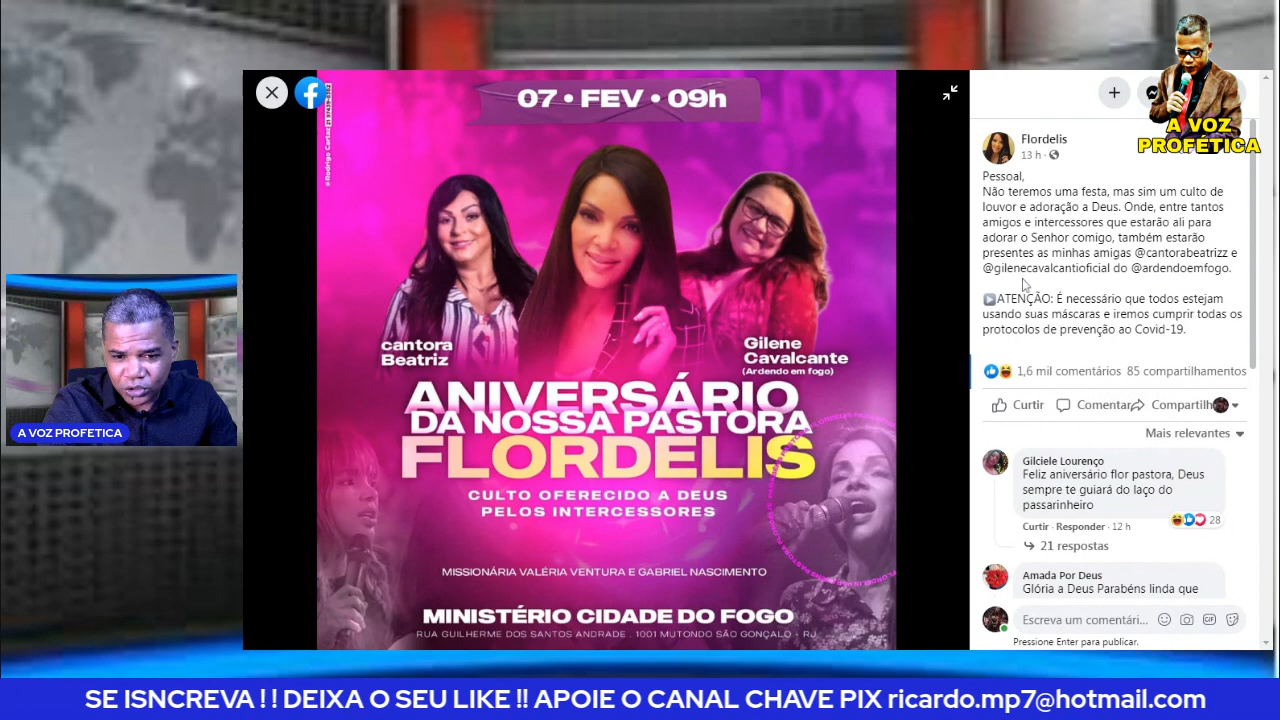 07 • FEV • 09h
cantora
Beatriz
Gilene
Cavalcante
(Ardendo em fogo)
ANIVERSÁRIO
DA NOSSA PASTORA
FLORDELIS
CULTO OFERECIDO A DEUS
PELOS INTERCESSORES
MISSIONÁRIA VALÉRIA VENTURA E GABRIEL NASCIMENTO
MINISTÉRIO CIDADE DO FOGO
RUA GUILHERME DOS SANTOS ANDRADE . 1001 MUTONDO SÃO GONÇALO - RJ
A VOZ
PROFÉTICA
Flordelis
13 h ·
Pessoal,
Não teremos uma festa, mas sim um culto de
louvor e adoração a Deus. Onde, entre tantos
amigos e intercessores que estarão ali para
adorar o Senhor comigo, também estarão
presentes as minhas amigas @cantorabeatrizz e
@gilenecavalcantioficial do @ardendoemfogo.
ATENÇÃO: É necessário que todos estejam
usando suas máscaras e iremos cumprir todas os
protocolos de prevenção ao Covid-19.
1,6 mil comentários 85 compartilhamentos
Curtir Comentar Compartilh
Mais relevantes
Gilciele Lourenço
Feliz aniversário flor pastora, Deus
sempre te guiará do laço do
passarinheiro
28
Curtir · Responder · 12 h
21 respostas
Amada Por Deus
Glória a Deus Parabéns linda que
Escreva um comentári...
GIF
Pressione Enter para publicar.
A VOZ PROFETICA
SE ISNCREVA ! ! DEIXA O SEU LIKE !! APOIE O CANAL CHAVE PIX ricardo.mp7@hotmail.com